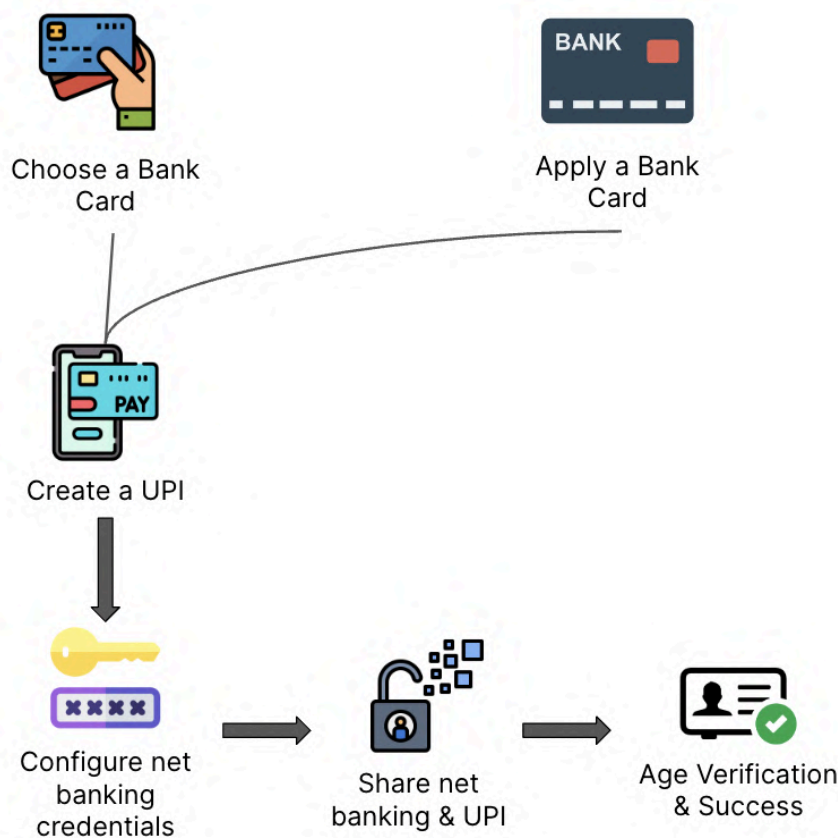 BANK
Choose a Bank
Card
Apply a Bank
Card
PAY
Create a UPI
Configure net
banking
credentials
Share net
banking & UPI
Age Verification
& Success